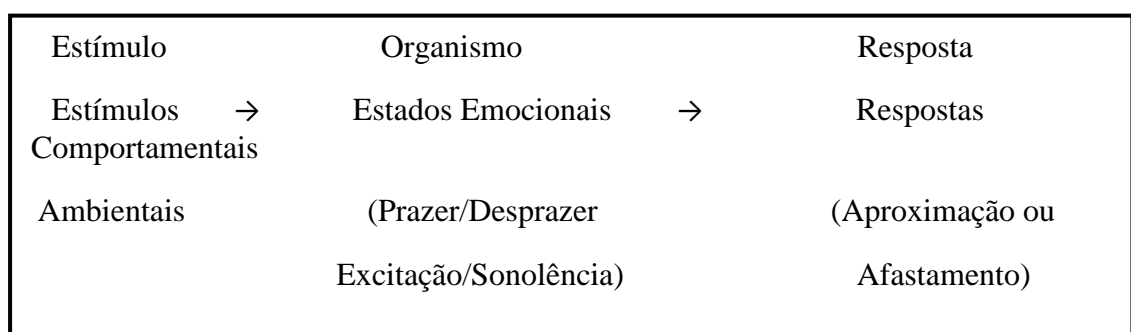 Estímulo Organismo Resposta
Estímulos → Estados Emocionais → Respostas
Comportamentais
Ambientais (Prazer/Desprazer (Aproximação ou
Excitação/Sonolência) Afastamento)